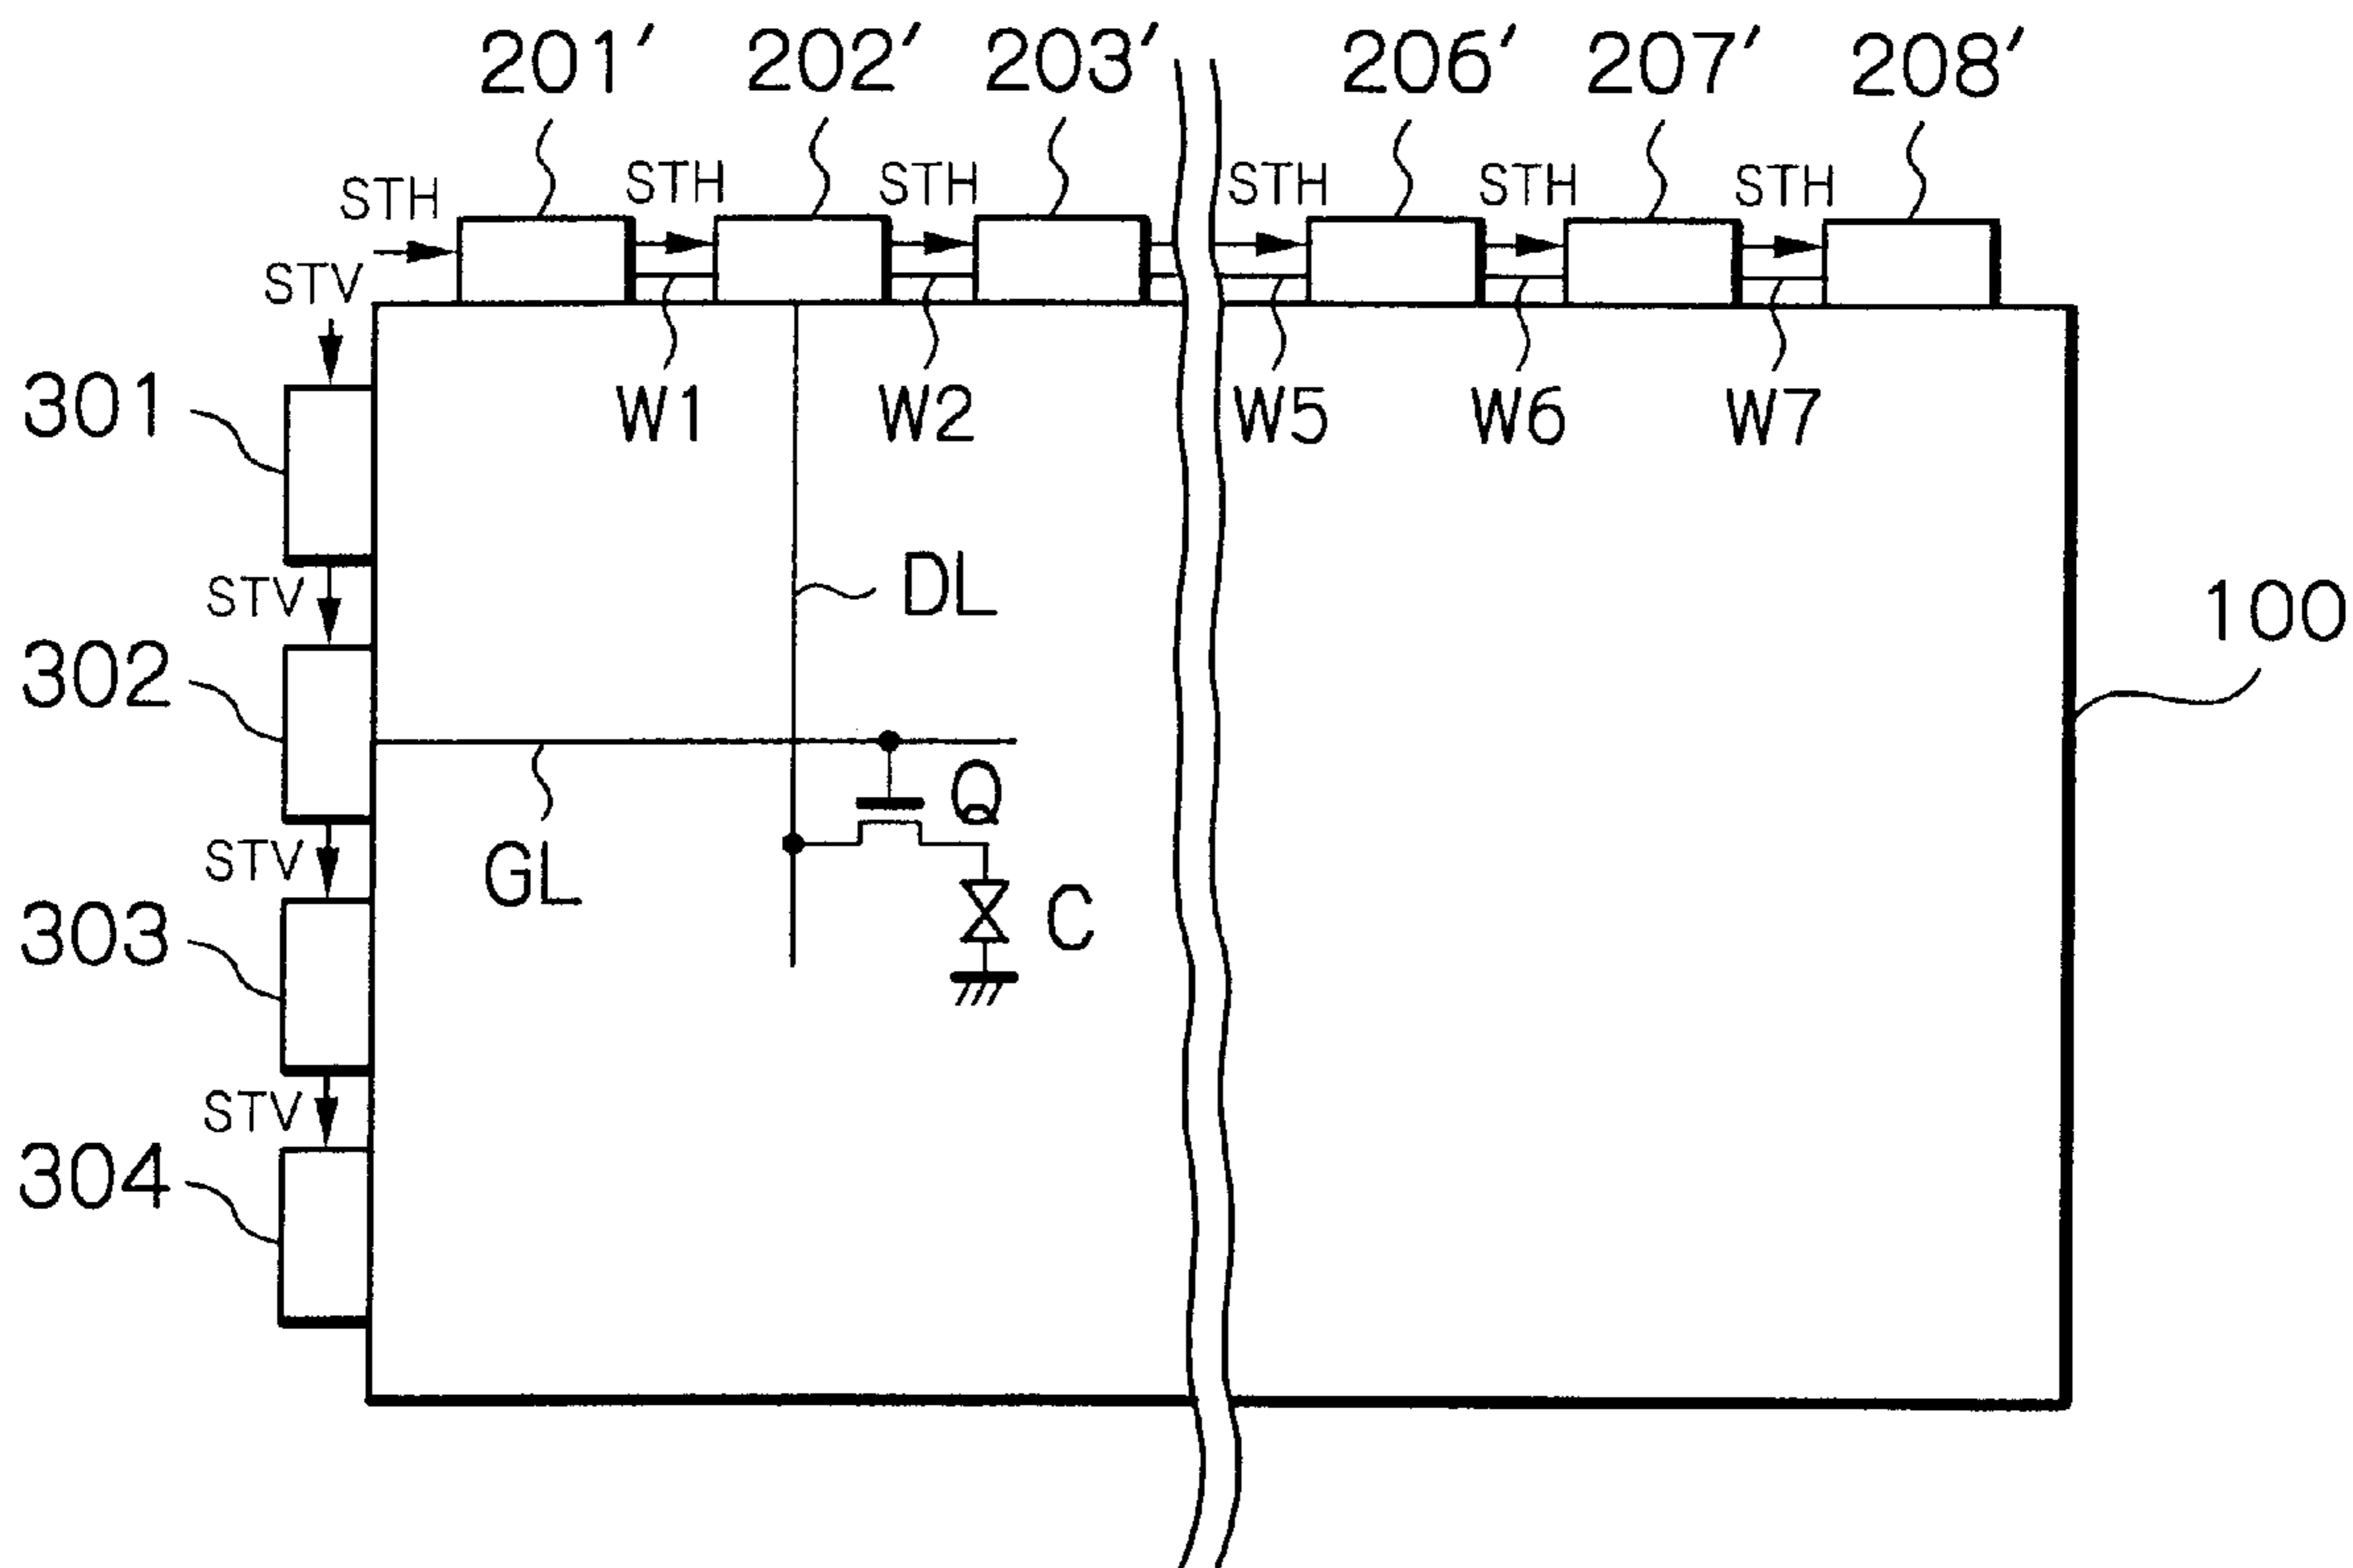 201' 202' 203' 206' 207' 208'
STH STH STH STH STH STH
STV
301
W1 W2 W5 W6 W7
DL
STV
100
302
Q
GL
STV
C
303
STV
304